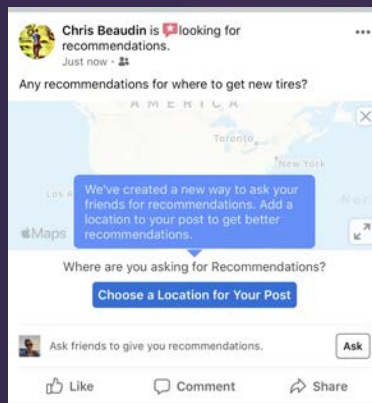 Chris Beaudin is looking for
recommendations.
Just now
Any recommendations for where to get new tires?
AMERICA
Toronto
New York
Los A
We've created a new way to ask your
friends for recommendations. Add a
location to your post to get better
recommendations.
Nor
Maps
Where are you asking for Recommendations?
Choose a Location for Your Post
Ask friends to give you recommendations.
Ask
Like
Comment
Share